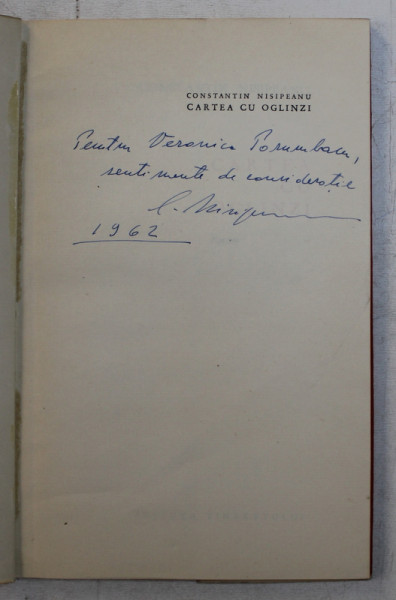 CONSTANTIN NISIPEANU
CARTEA CU OGLINZI
Pentru Veronica Porumbacu,
sentimente de considerație
C. Nisipeanu
1962